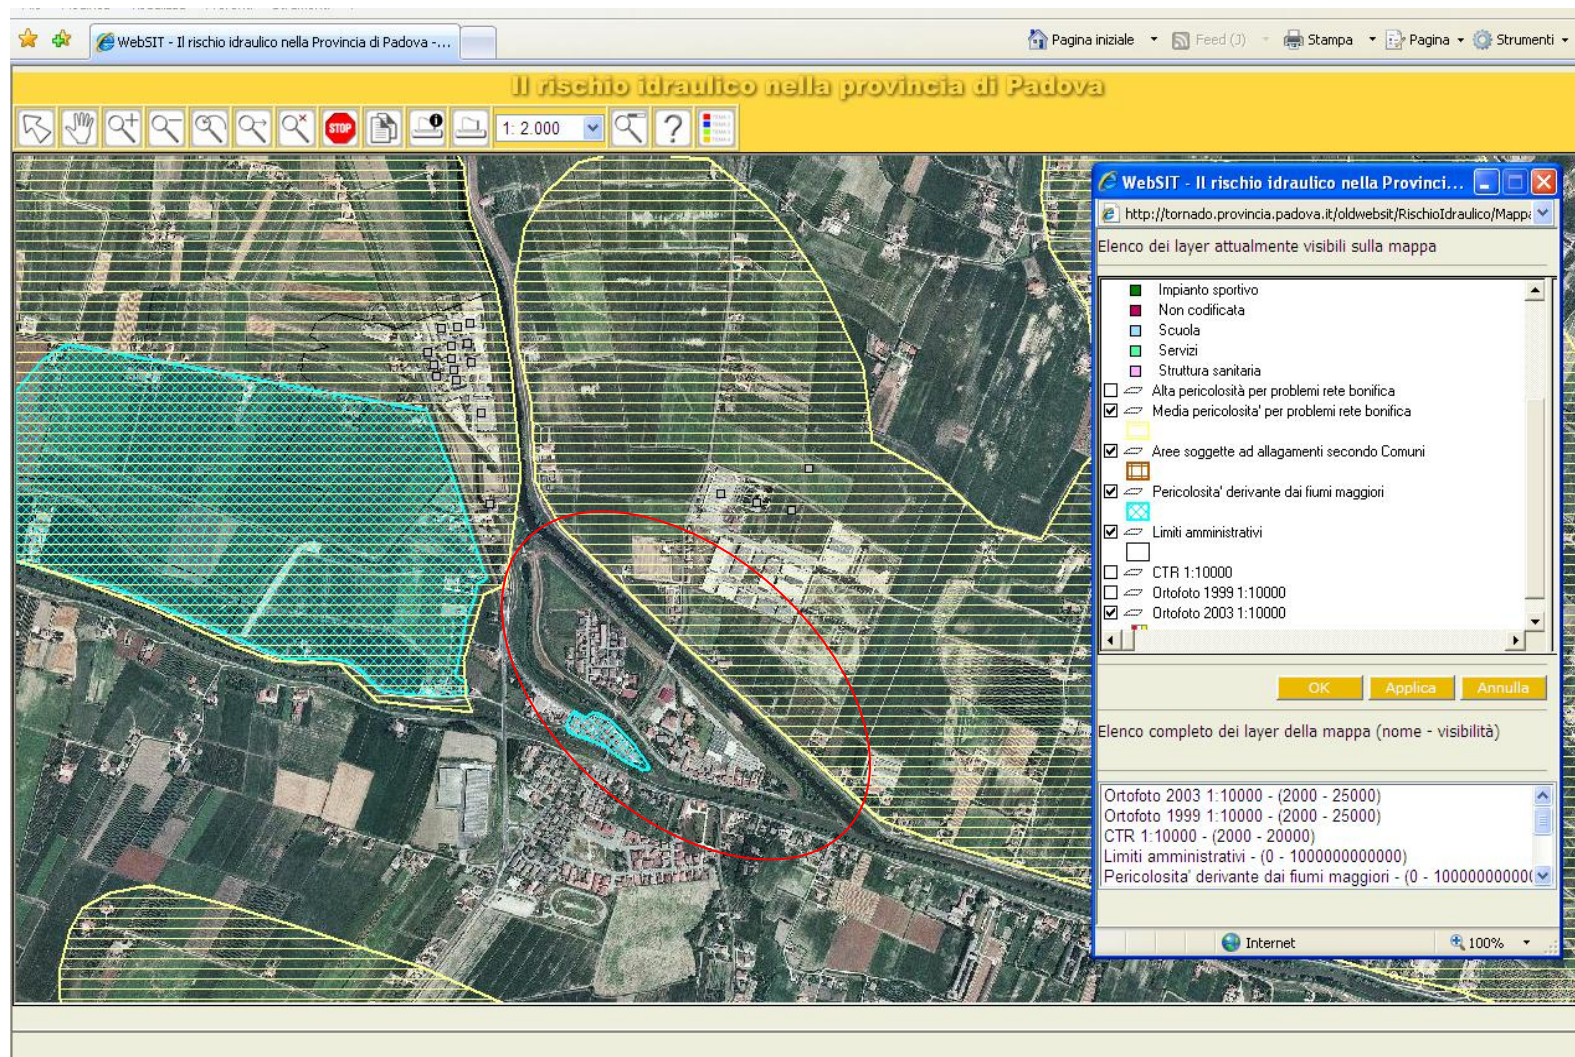 WebSIT - Il rischio idraulico nella Provincia di Padova -...
Pagina iniziale
Feed (J)
Stampa
Pagina
Strumenti
Il rischio idraulico nella provincia di Padova
STOP
1: 2.000
?
WebSIT - Il rischio idraulico nella Provinci...
http://tornado.provincia.padova.it/oldwebsit/RischioIdraulico/Mapp
Elenco dei layer attualmente visibili sulla mappa
Impianto sportivo
Non codificata
Scuola
Servizi
Struttura sanitaria
Alta pericolosità per problemi rete bonifica
Media pericolosita' per problemi rete bonifica
Aree soggette ad allagamenti secondo Comuni
Pericolosita' derivante dai fiumi maggiori
Limiti amministrativi
CTR 1:10000
Ortofoto 1999 1:10000
Ortofoto 2003 1:10000
OK Applica Annulla
Elenco completo dei layer della mappa (nome - visibilità)
Ortofoto 2003 1:10000 - (2000 - 25000)
Ortofoto 1999 1:10000 - (2000 - 25000)
CTR 1:10000 - (2000 - 20000)
Limiti amministrativi - (0 - 1000000000000)
Pericolosita' derivante dai fiumi maggiori - (0 - 10000000000
Internet
100%